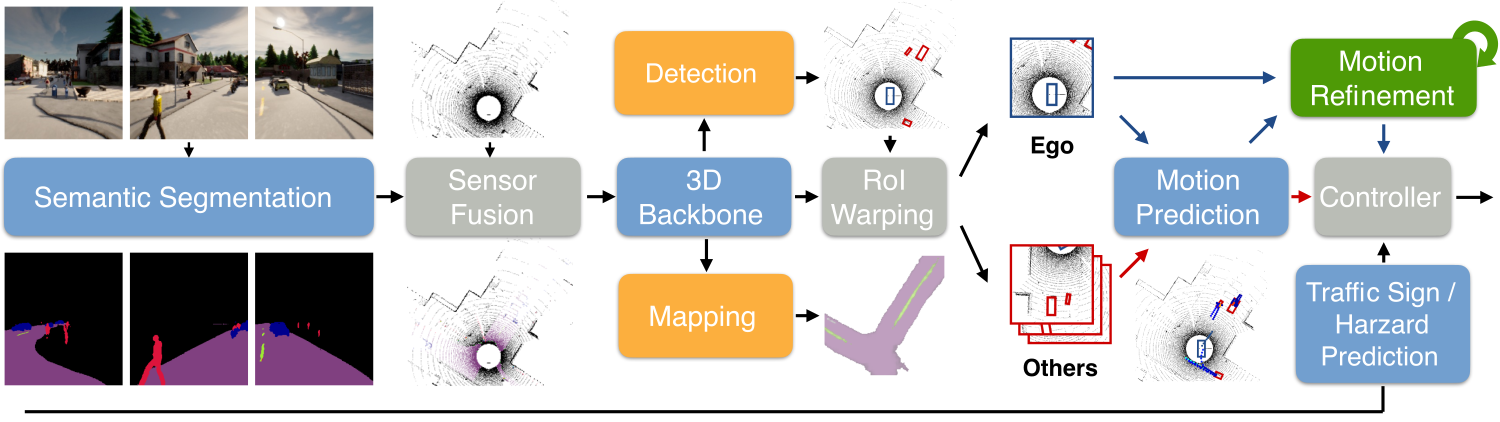 Semantic Segmentation
Sensor
Fusion
Detection
3D
Backbone
Mapping
RoI
Warping
Ego
Others
Motion
Prediction
Motion
Refinement
Controller
Traffic Sign /
Harzard
Prediction